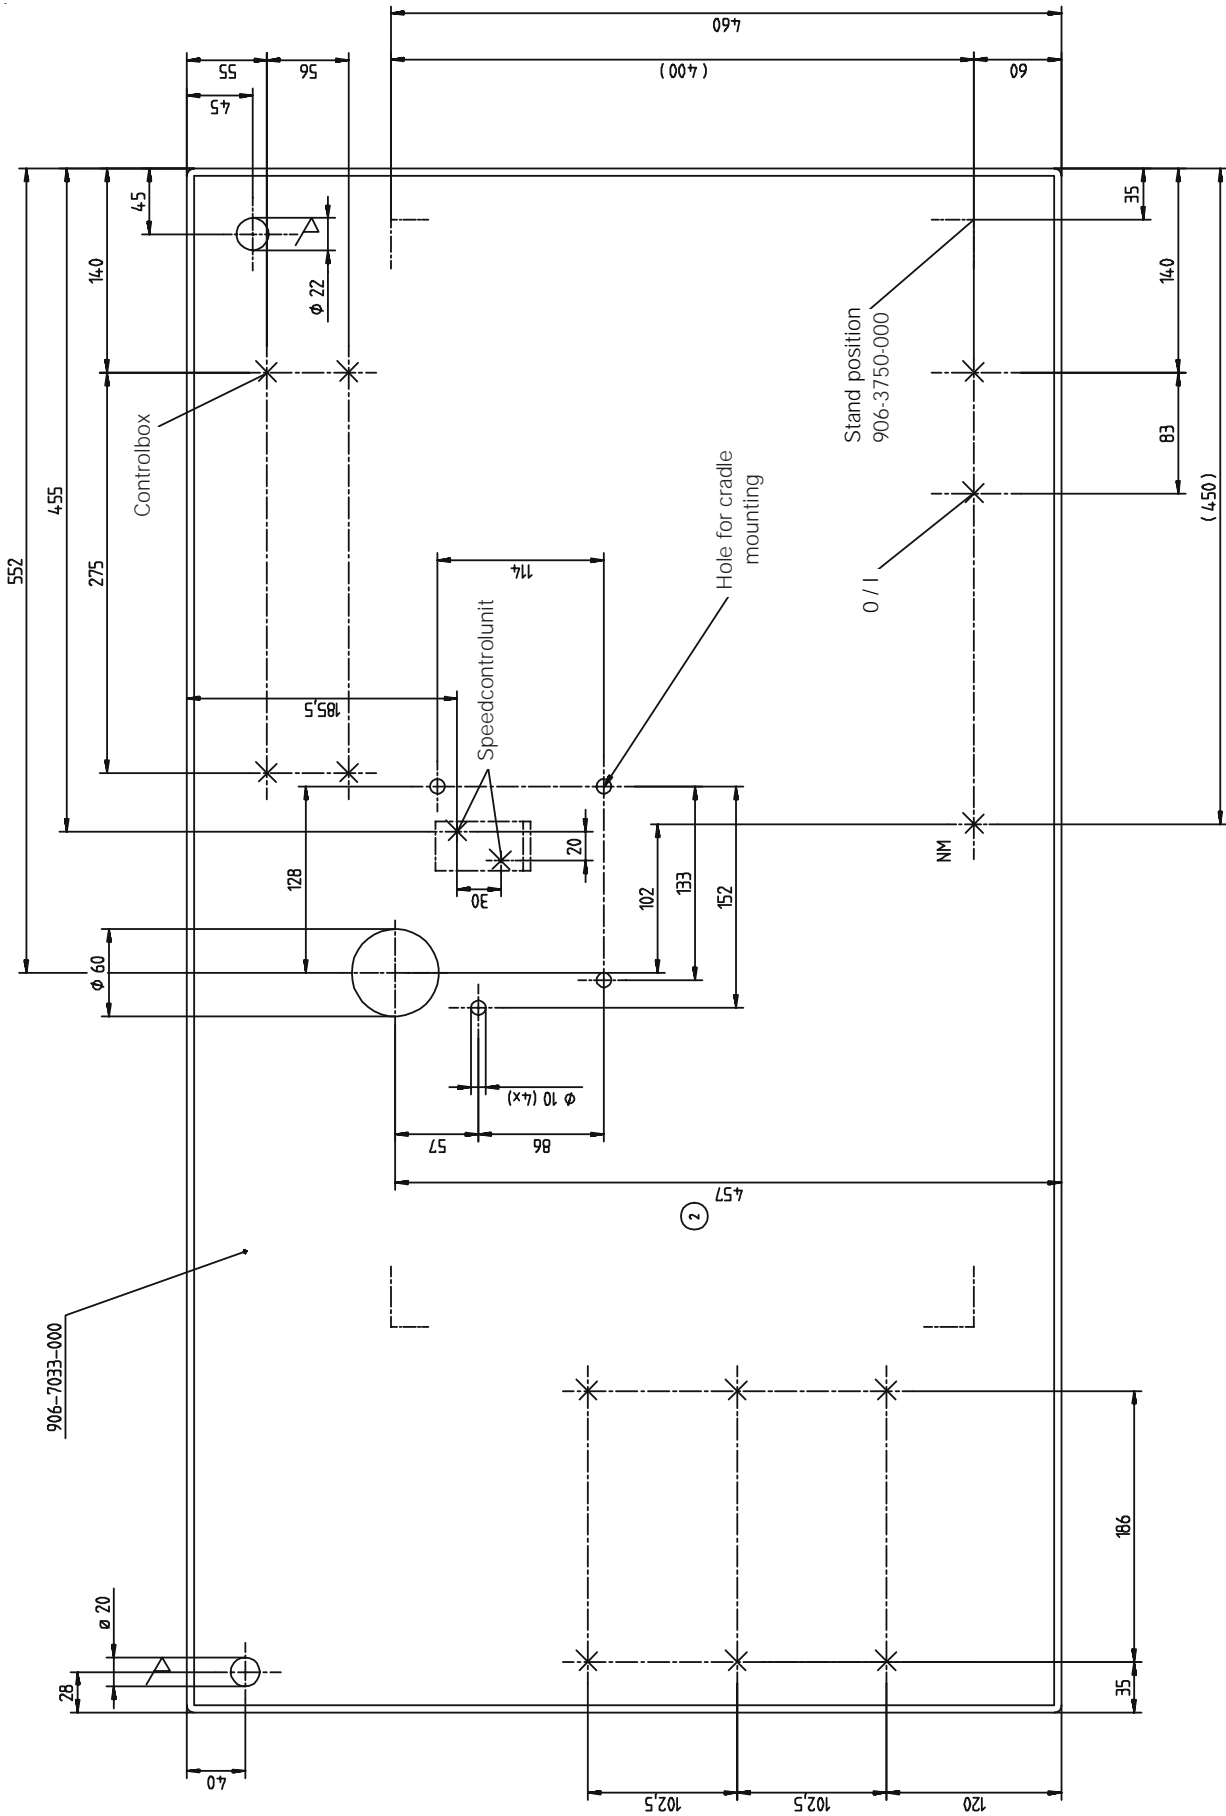 460
( 400 )
60
55
56
45
45
140
275
455
552
Φ 22
Controlbox
35
140
83
( 450 )
Stand position
906-3750-000
0 / I
Hole for cradle
mounting
114
185,5
Speedcontrolunit
NM
20
30
128
102
133
152
Φ 60
Φ 10 (4x)
57
86
457
2
906-7033-000
186
35
ø 20
28
40
102,5
102,5
120